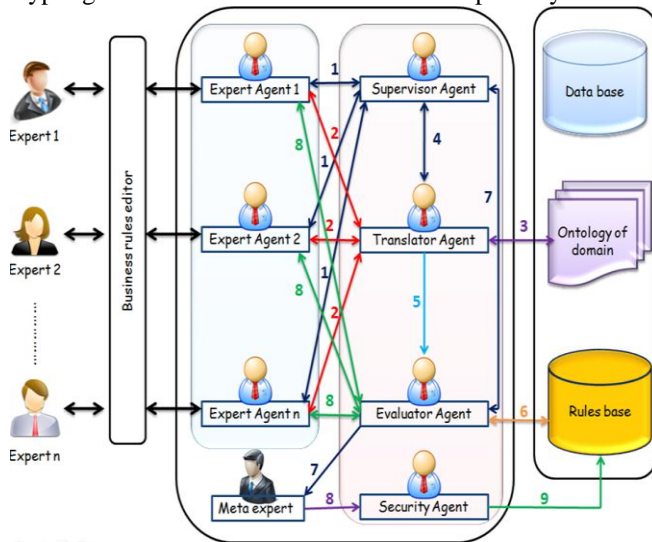 Expert 1
Expert 2
Expert n
Business rules editor
Expert Agent 1
Expert Agent 2
Expert Agent n
Meta expert
Supervisor Agent
Translator Agent
Evaluator Agent
Security Agent
Data base
Ontology of
domain
Rules base
1
2
8
1
4
7
2
3
8
1
2
5
8
6
7
8
9